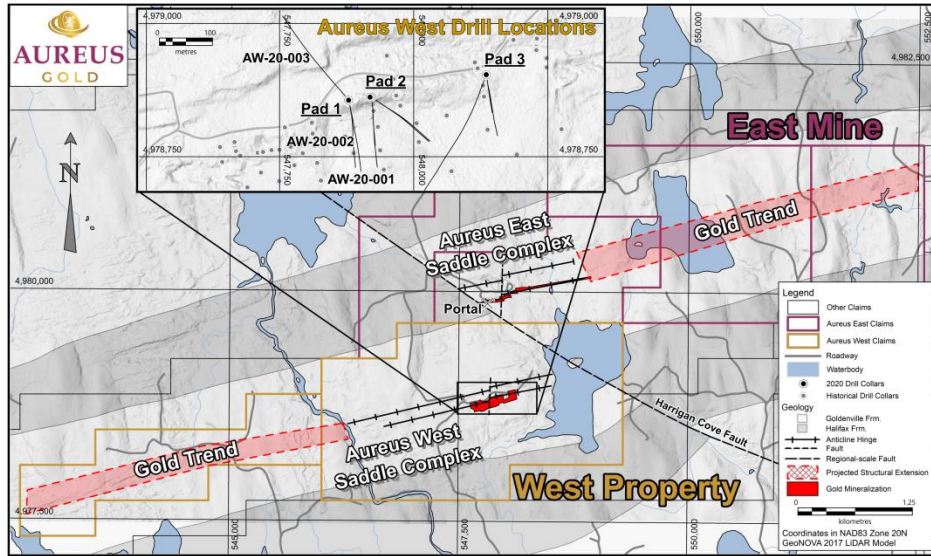 AUREUS
GOLD
Aureus West Drill Locations
4,979,000
4,979,000
547,750
548,000
0 100
metres
AW-20-003
Pad 1
Pad 2
Pad 3
AW-20-002
AW-20-001
4,978,750
4,978,750
547,750
548,000
550,000
552,500
4,982,500
N
East Mine
Gold Trend
Aureus East
Saddle Complex
4,980,000
Portal
Harrigan Cove Fault
Gold Trend
Aureus West
Saddle Complex
West Property
4,977,500
545,000
547,500
550,000
Legend
Other Claims
Aureus East Claims
Aureus West Claims
Roadway
Waterbody
2020 Drill Collars
Historical Drill Collars
Geology
Goldenville Frm.
Halifax Frm.
Anticline Hinge
Fault
Regional-scale Fault
Projected Structural Extension
Gold Mineralization
0 1.25
kilometres
Coordinates in NAD83 Zone 20N
GeoNOVA 2017 LiDAR Model